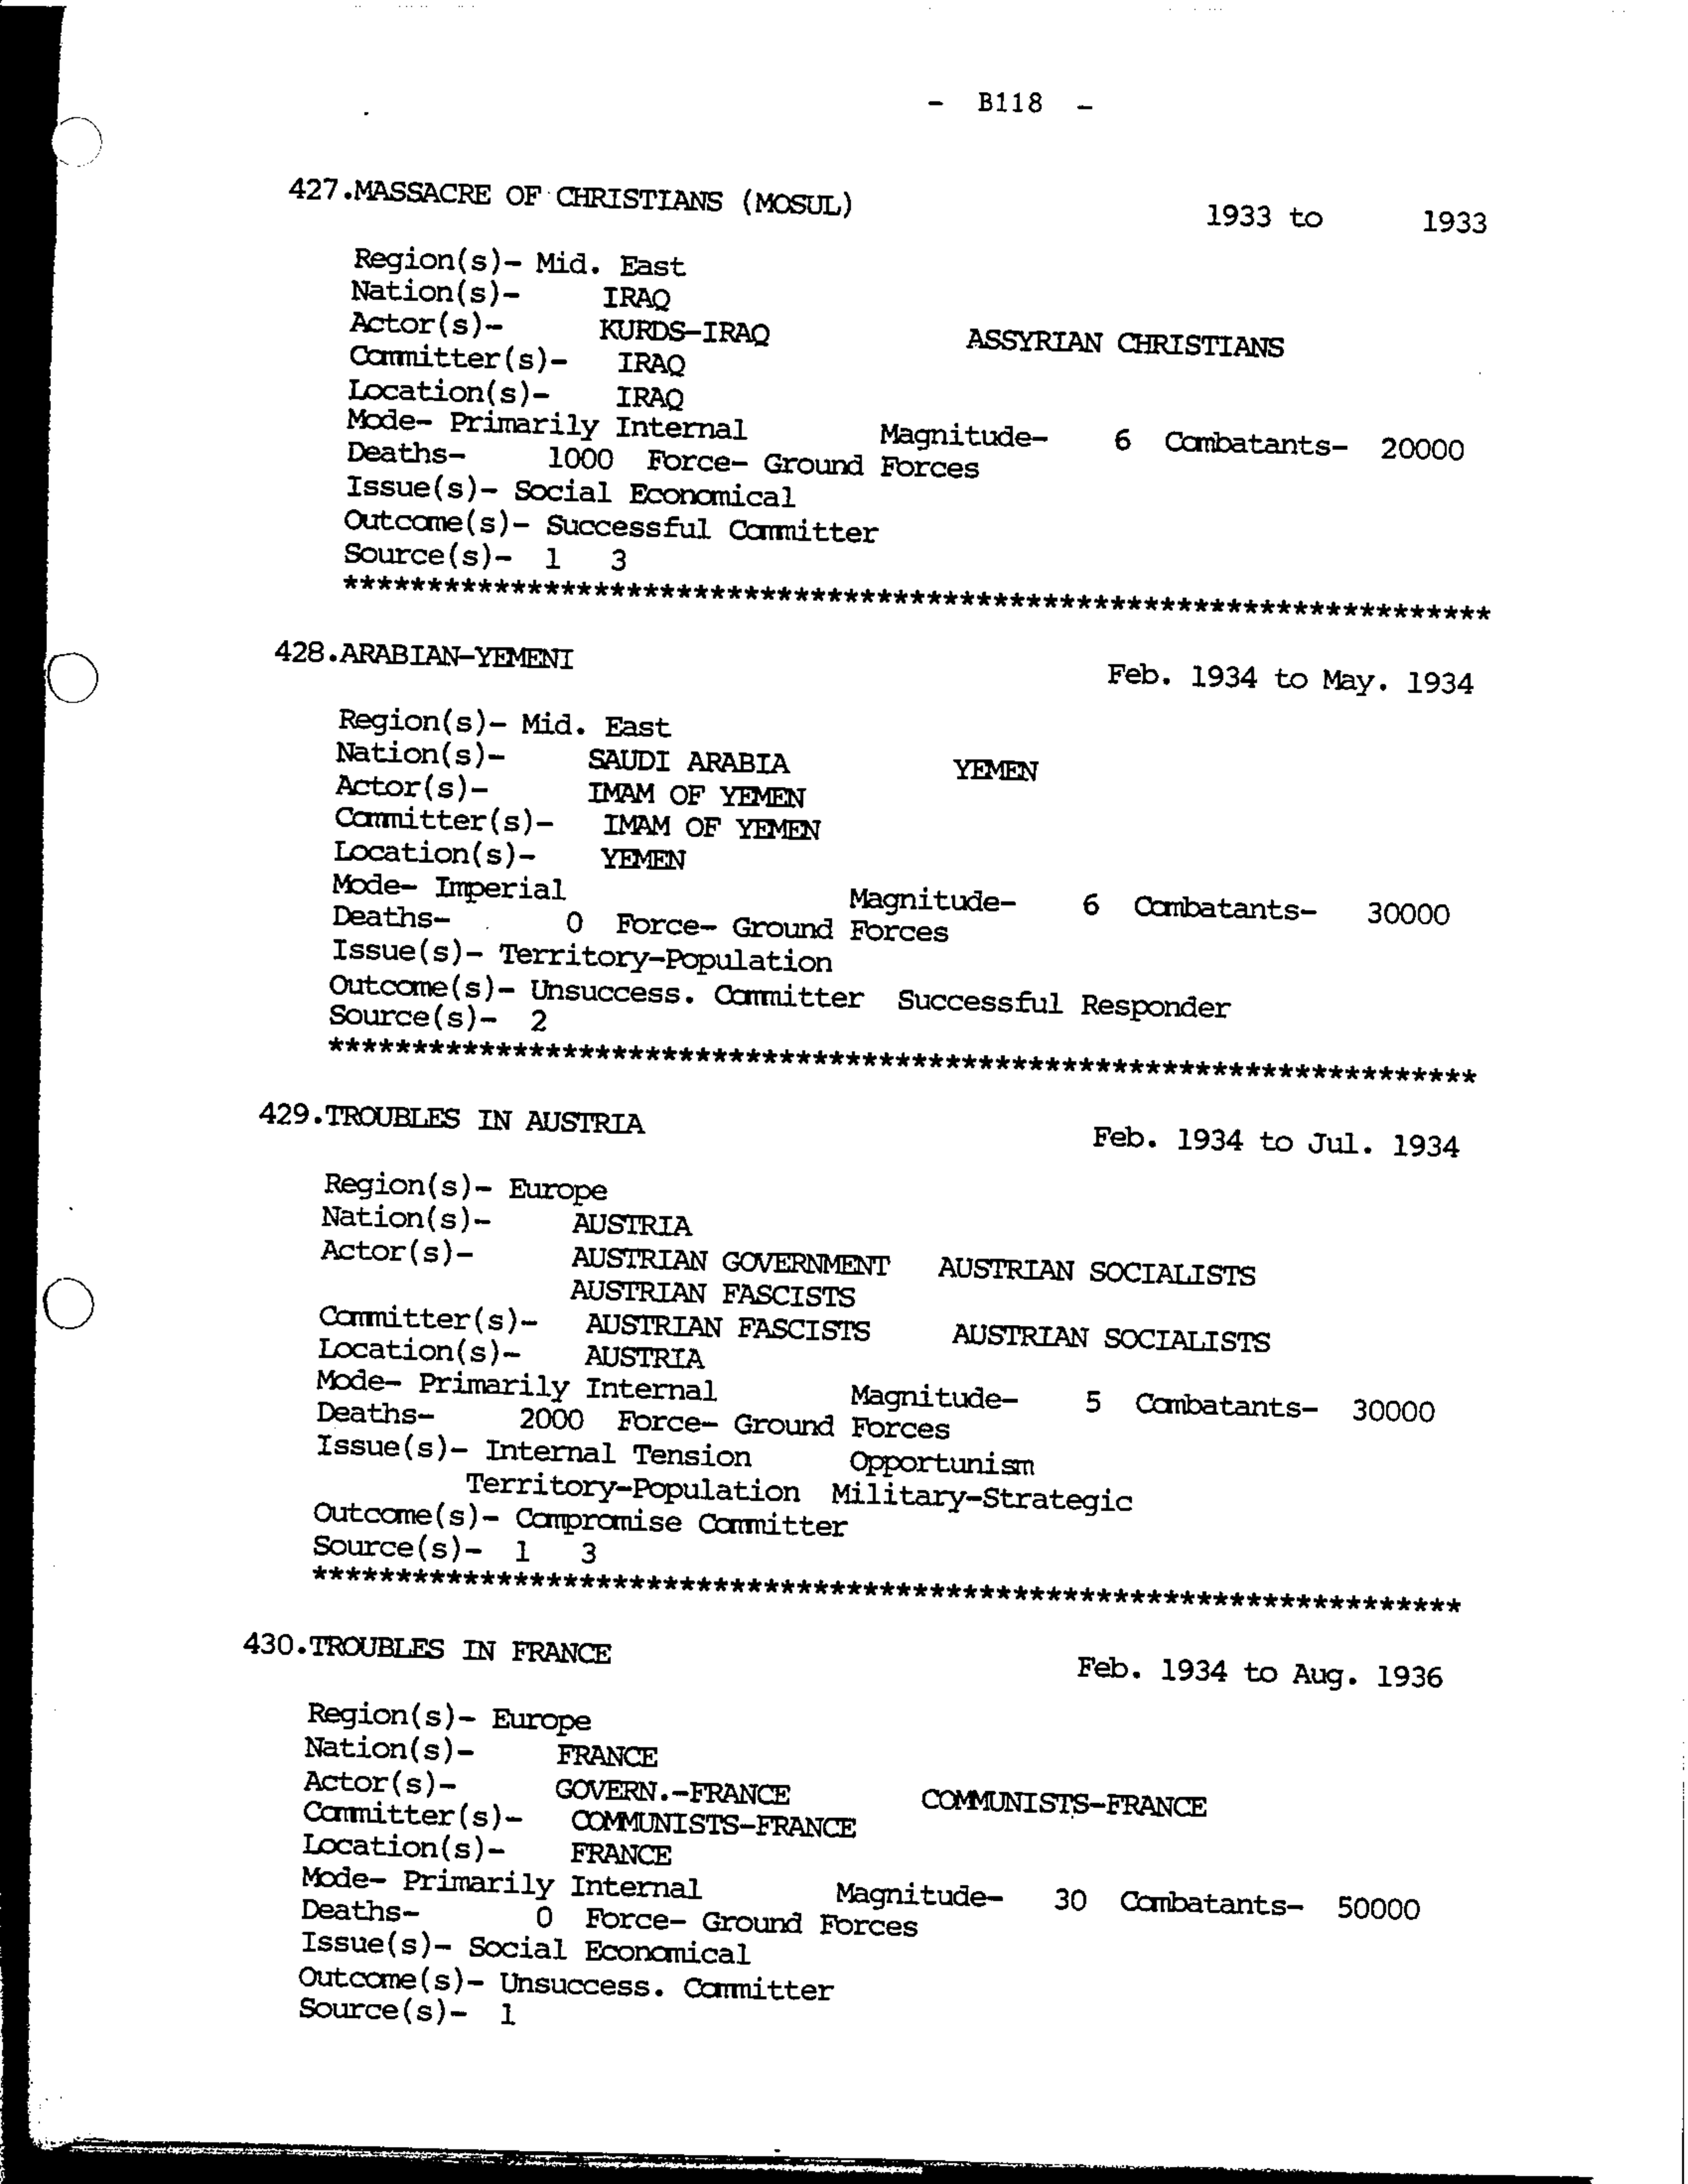 - B118 -
427.MASSACRE OF CHRISTIANS (MOSUL) 1933 to 1933
Region(s)- Mid. East
Nation(s)- IRAQ
Actor(s)- KURDS-IRAQ ASSYRIAN CHRISTIANS
Committer(s)- IRAQ
Location(s)- IRAQ
Mode- Primarily Internal Magnitude- 6 Combatants- 20000
Deaths- 1000 Force- Ground Forces
Issue(s)- Social Economical
Outcome(s)- Successful Committer
Source(s)- 1 3
*********************************************************************
428.ARABIAN-YEMENI Feb. 1934 to May. 1934
Region(s)- Mid. East
Nation(s)- SAUDI ARABIA YEMEN
Actor(s)- IMAM OF YEMEN
Committer(s)- IMAM OF YEMEN
Location(s)- YEMEN
Mode- Imperial Magnitude- 6 Combatants- 30000
Deaths- 0 Force- Ground Forces
Issue(s)- Territory-Population
Outcome(s)- Unsuccess. Committer Successful Responder
Source(s)- 2
*********************************************************************
429.TROUBLES IN AUSTRIA Feb. 1934 to Jul. 1934
Region(s)- Europe
Nation(s)- AUSTRIA
Actor(s)- AUSTRIAN GOVERNMENT AUSTRIAN SOCIALISTS
AUSTRIAN FASCISTS
Committer(s)- AUSTRIAN FASCISTS AUSTRIAN SOCIALISTS
Location(s)- AUSTRIA
Mode- Primarily Internal Magnitude- 5 Combatants- 30000
Deaths- 2000 Force- Ground Forces
Issue(s)- Internal Tension Opportunism
Territory-Population Military-Strategic
Outcome(s)- Compromise Committer
Source(s)- 1 3
*********************************************************************
430.TROUBLES IN FRANCE Feb. 1934 to Aug. 1936
Region(s)- Europe
Nation(s)- FRANCE
Actor(s)- GOVERN.-FRANCE COMMUNISTS-FRANCE
Committer(s)- COMMUNISTS-FRANCE
Location(s)- FRANCE
Mode- Primarily Internal Magnitude- 30 Combatants- 50000
Deaths- 0 Force- Ground Forces
Issue(s)- Social Economical
Outcome(s)- Unsuccess. Committer
Source(s)- 1